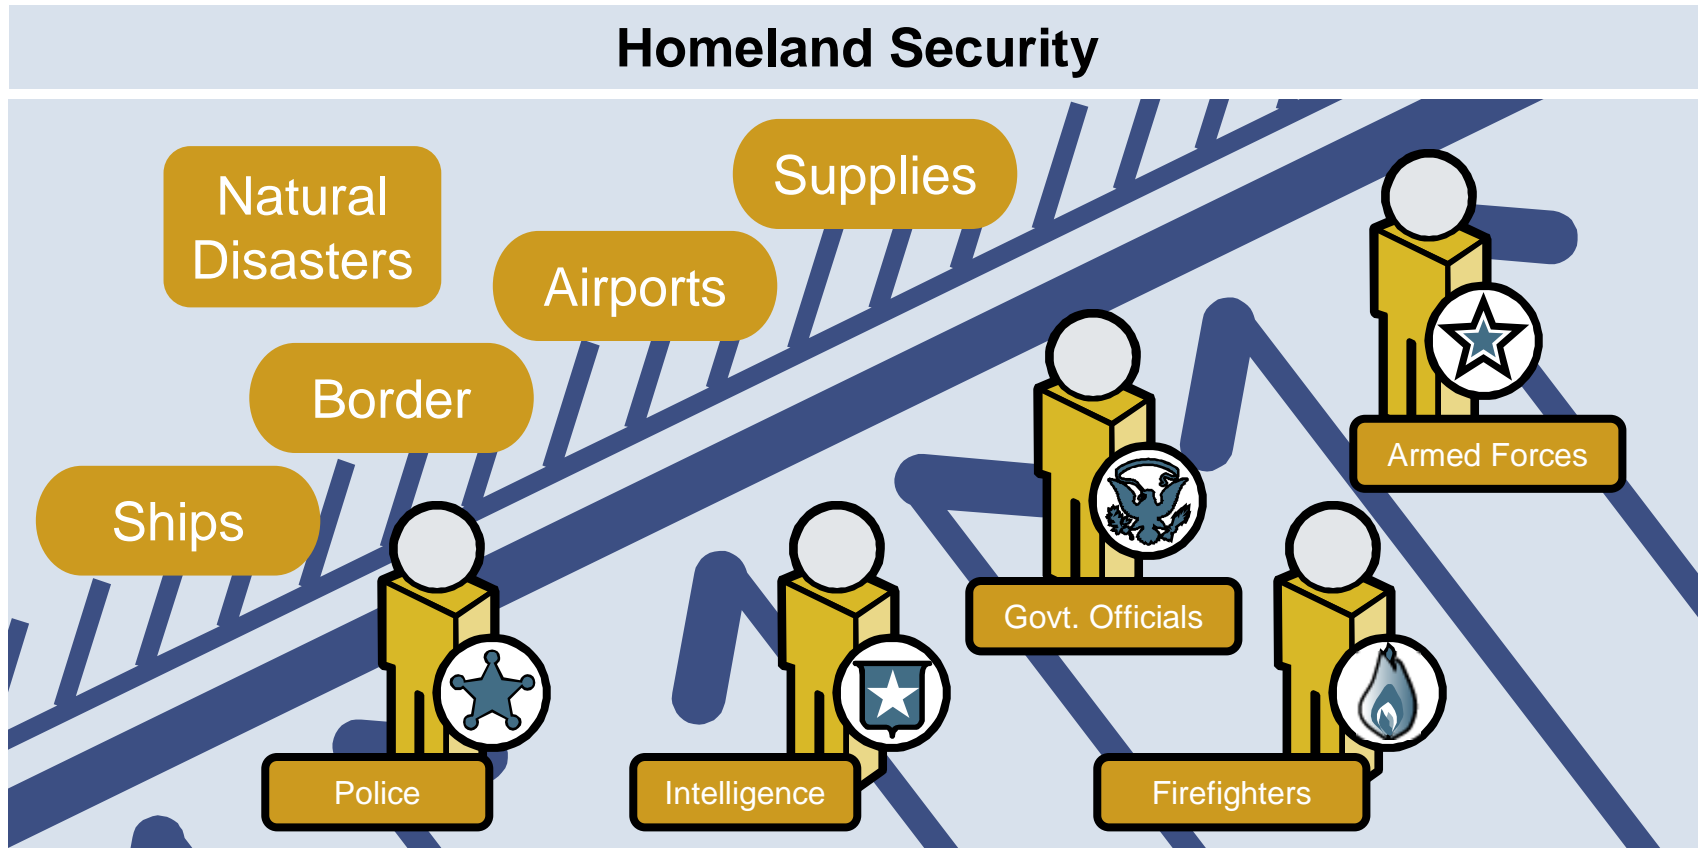 Homeland Security
Natural
Disasters
Supplies
Airports
Border
Ships
Armed Forces
Govt. Officials
Police
Intelligence
Firefighters